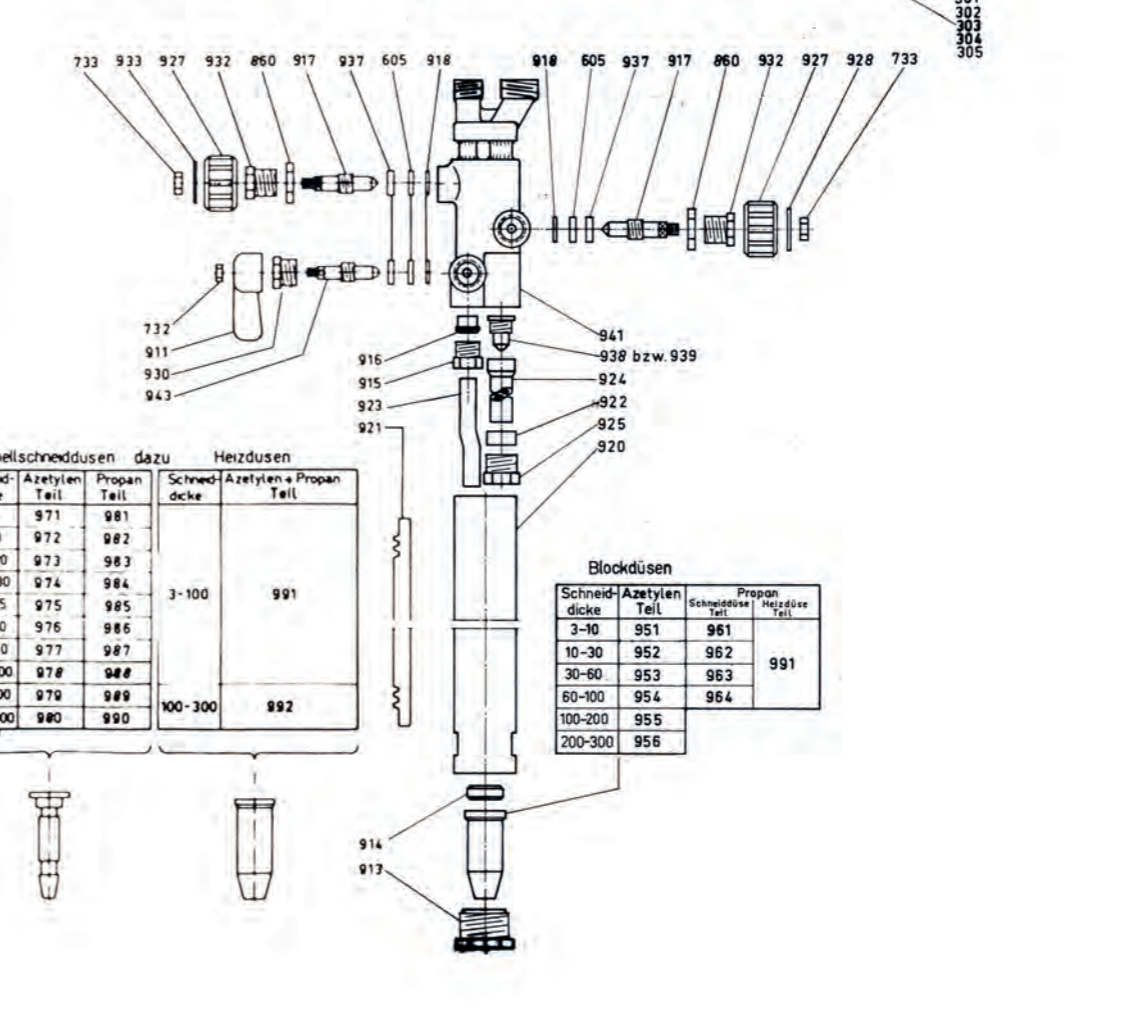 302
303
304
305
733 933 927 932 860 917 937 605 918
918 605 937 917 860 932 927 928 733
732
911
930
943
916
915
923
921
941
938 bzw. 939
924
922
925
920
ellschneiddusen dazu Heizdusen
Azetylen Teil Propan Teil
Schneid- dicke Azetylen + Propan Teil
971 981
972 982
973 983
974 984
975 985
976 986
977 987
978 988
979 989
980 990
3-100 991
100-300 992
Blockdüsen
Schneid- dicke Azetylen Teil Propan
Schneiddüse Teil Heizdüse Teil
3-10 951 961
10-30 952 962
991
30-60 953 963
60-100 954 964
100-200 955
200-300 956
914
913